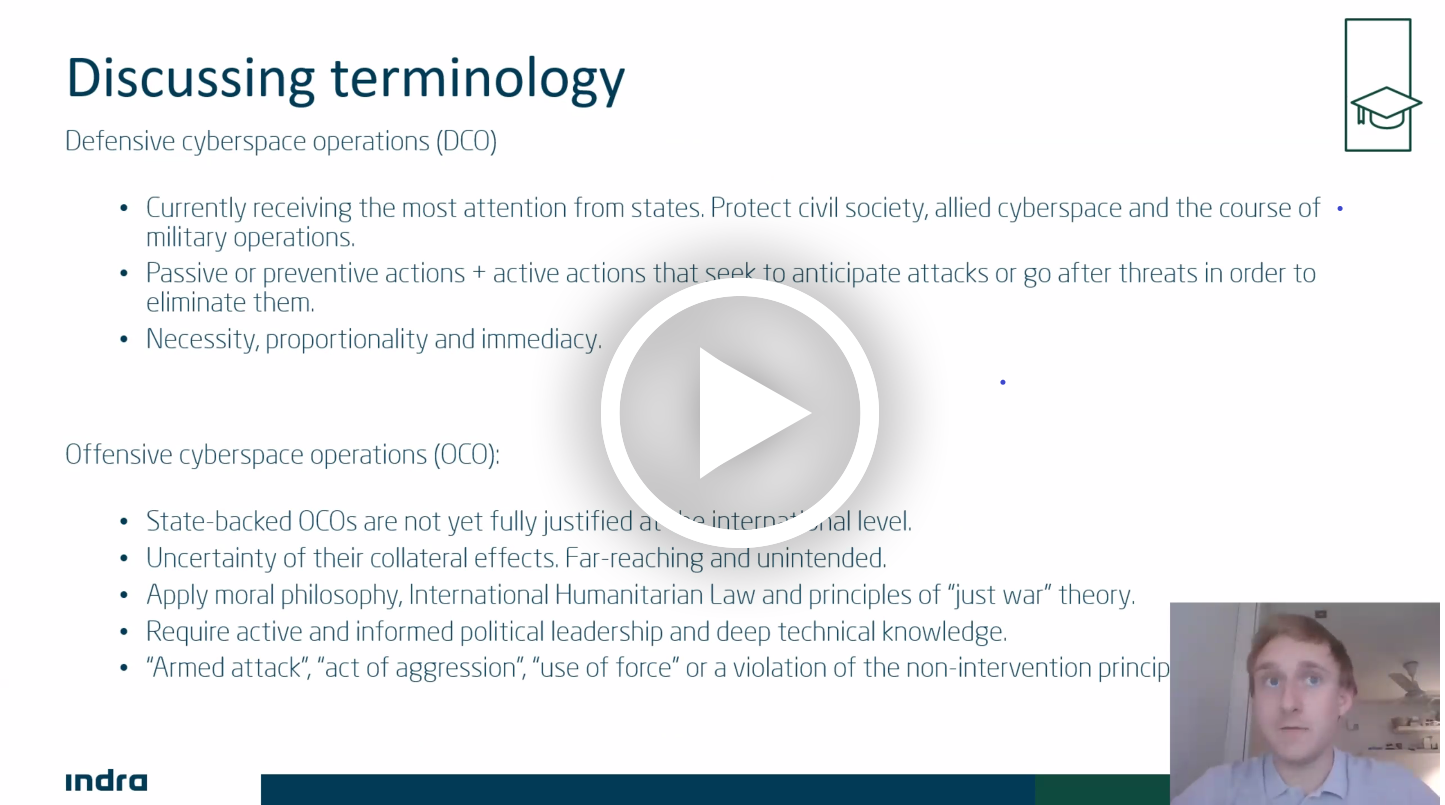 Discussing terminology
Defensive cyberspace operations (DCO)
• Currently receiving the most attention from states. Protect civil society, allied cyberspace and the course of
military operations.
• Passive or preventive actions + active actions that seek to anticipate attacks or go after threats in order to
eliminate them.
• Necessity, proportionality and immediacy.
Offensive cyberspace operations (OCO):
• State-backed OCOs are not yet fully justified at the international level.
• Uncertainty of their collateral effects. Far-reaching and unintended.
• Apply moral philosophy, International Humanitarian Law and principles of “just war” theory.
• Require active and informed political leadership and deep technical knowledge.
• “Armed attack”, “act of aggression”, “use of force” or a violation of the non-intervention princip
indra